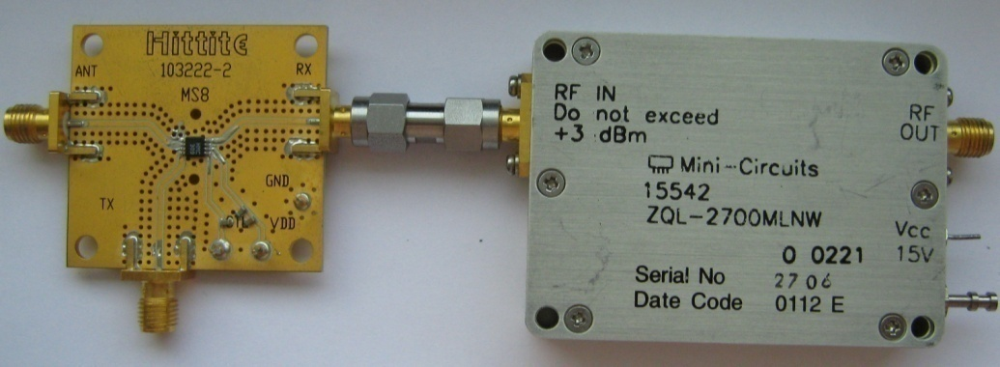 Hittite
103222-2
ANT
RX
MS8
GND
TX
VDD
RF IN
Do not exceed
+3 dBm
RF
OUT
Mini-Circuits
15542
ZQL-2700MLNW
Vcc
15V
0 0221
Serial No 2706
Date Code 0112 E